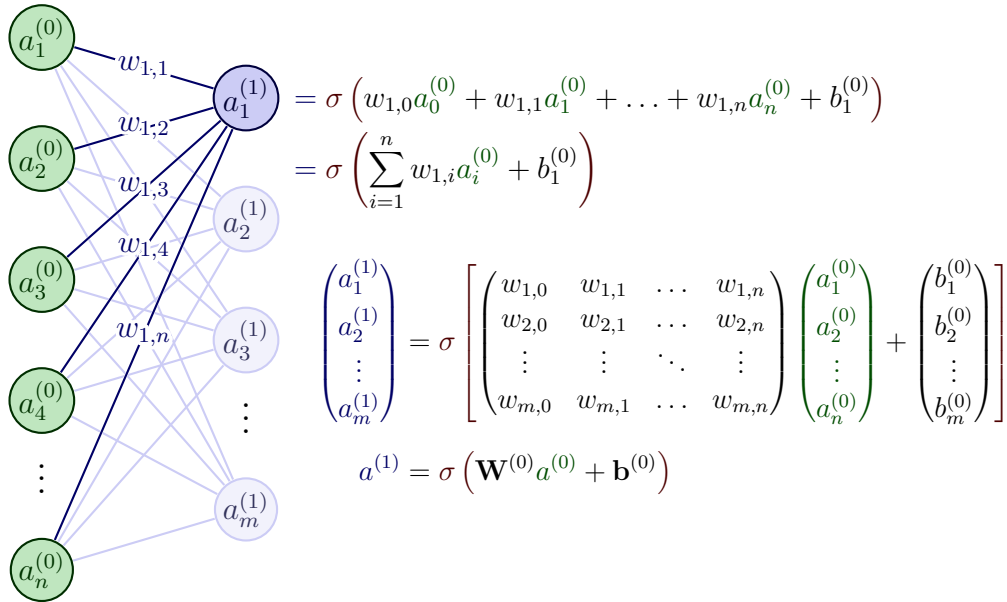 a_1^{(0)}
a_2^{(0)}
a_3^{(0)}
a_4^{(0)}
⋮
a_n^{(0)}
w_{1,1}
w_{1,2}
w_{1,3}
w_{1,4}
w_{1,n}
a_1^{(1)}
a_2^{(1)}
a_3^{(1)}
⋮
a_m^{(1)}
= σ ( w_{1,0} a_0^{(0)} + w_{1,1} a_1^{(0)} + … + w_{1,n} a_n^{(0)} + b_1^{(0)} )
= σ ( ∑_{i=1}^{n} w_{1,i} a_i^{(0)} + b_1^{(0)} )
( a_1^{(1)} a_2^{(1)} ⋮ a_m^{(1)} ) = σ [ ( w_{1,0} w_{1,1} … w_{1,n}
w_{2,0} w_{2,1} … w_{2,n}
⋮ ⋮ ⋱ ⋮
w_{m,0} w_{m,1} … w_{m,n} ) ( a_1^{(0)} a_2^{(0)} ⋮ a_n^{(0)} ) + ( b_1^{(0)} b_2^{(0)} ⋮ b_m^{(0)} ) ]
a^{(1)} = σ ( W^{(0)} a^{(0)} + b^{(0)} )